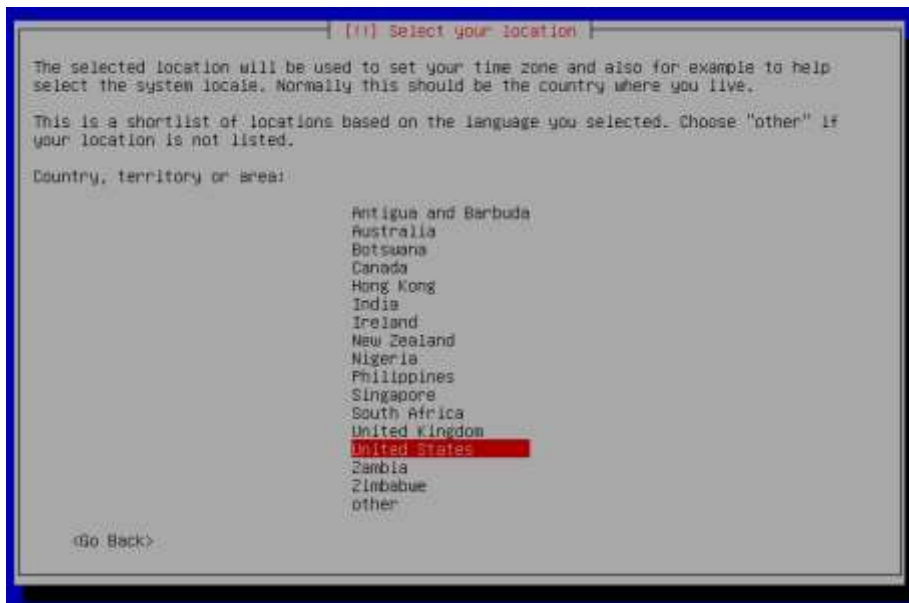 [!!] Select your location
The selected location will be used to set your time zone and also for example to help
select the system locale. Normally this should be the country where you live.
This is a shortlist of locations based on the language you selected. Choose "other" if
your location is not listed.
Country, territory or area:
Antigua and Barbuda
Australia
Botswana
Canada
Hong Kong
India
Ireland
New Zealand
Nigeria
Philippines
Singapore
South Africa
United Kingdom
United States
Zambia
Zimbabwe
other
<Go Back>